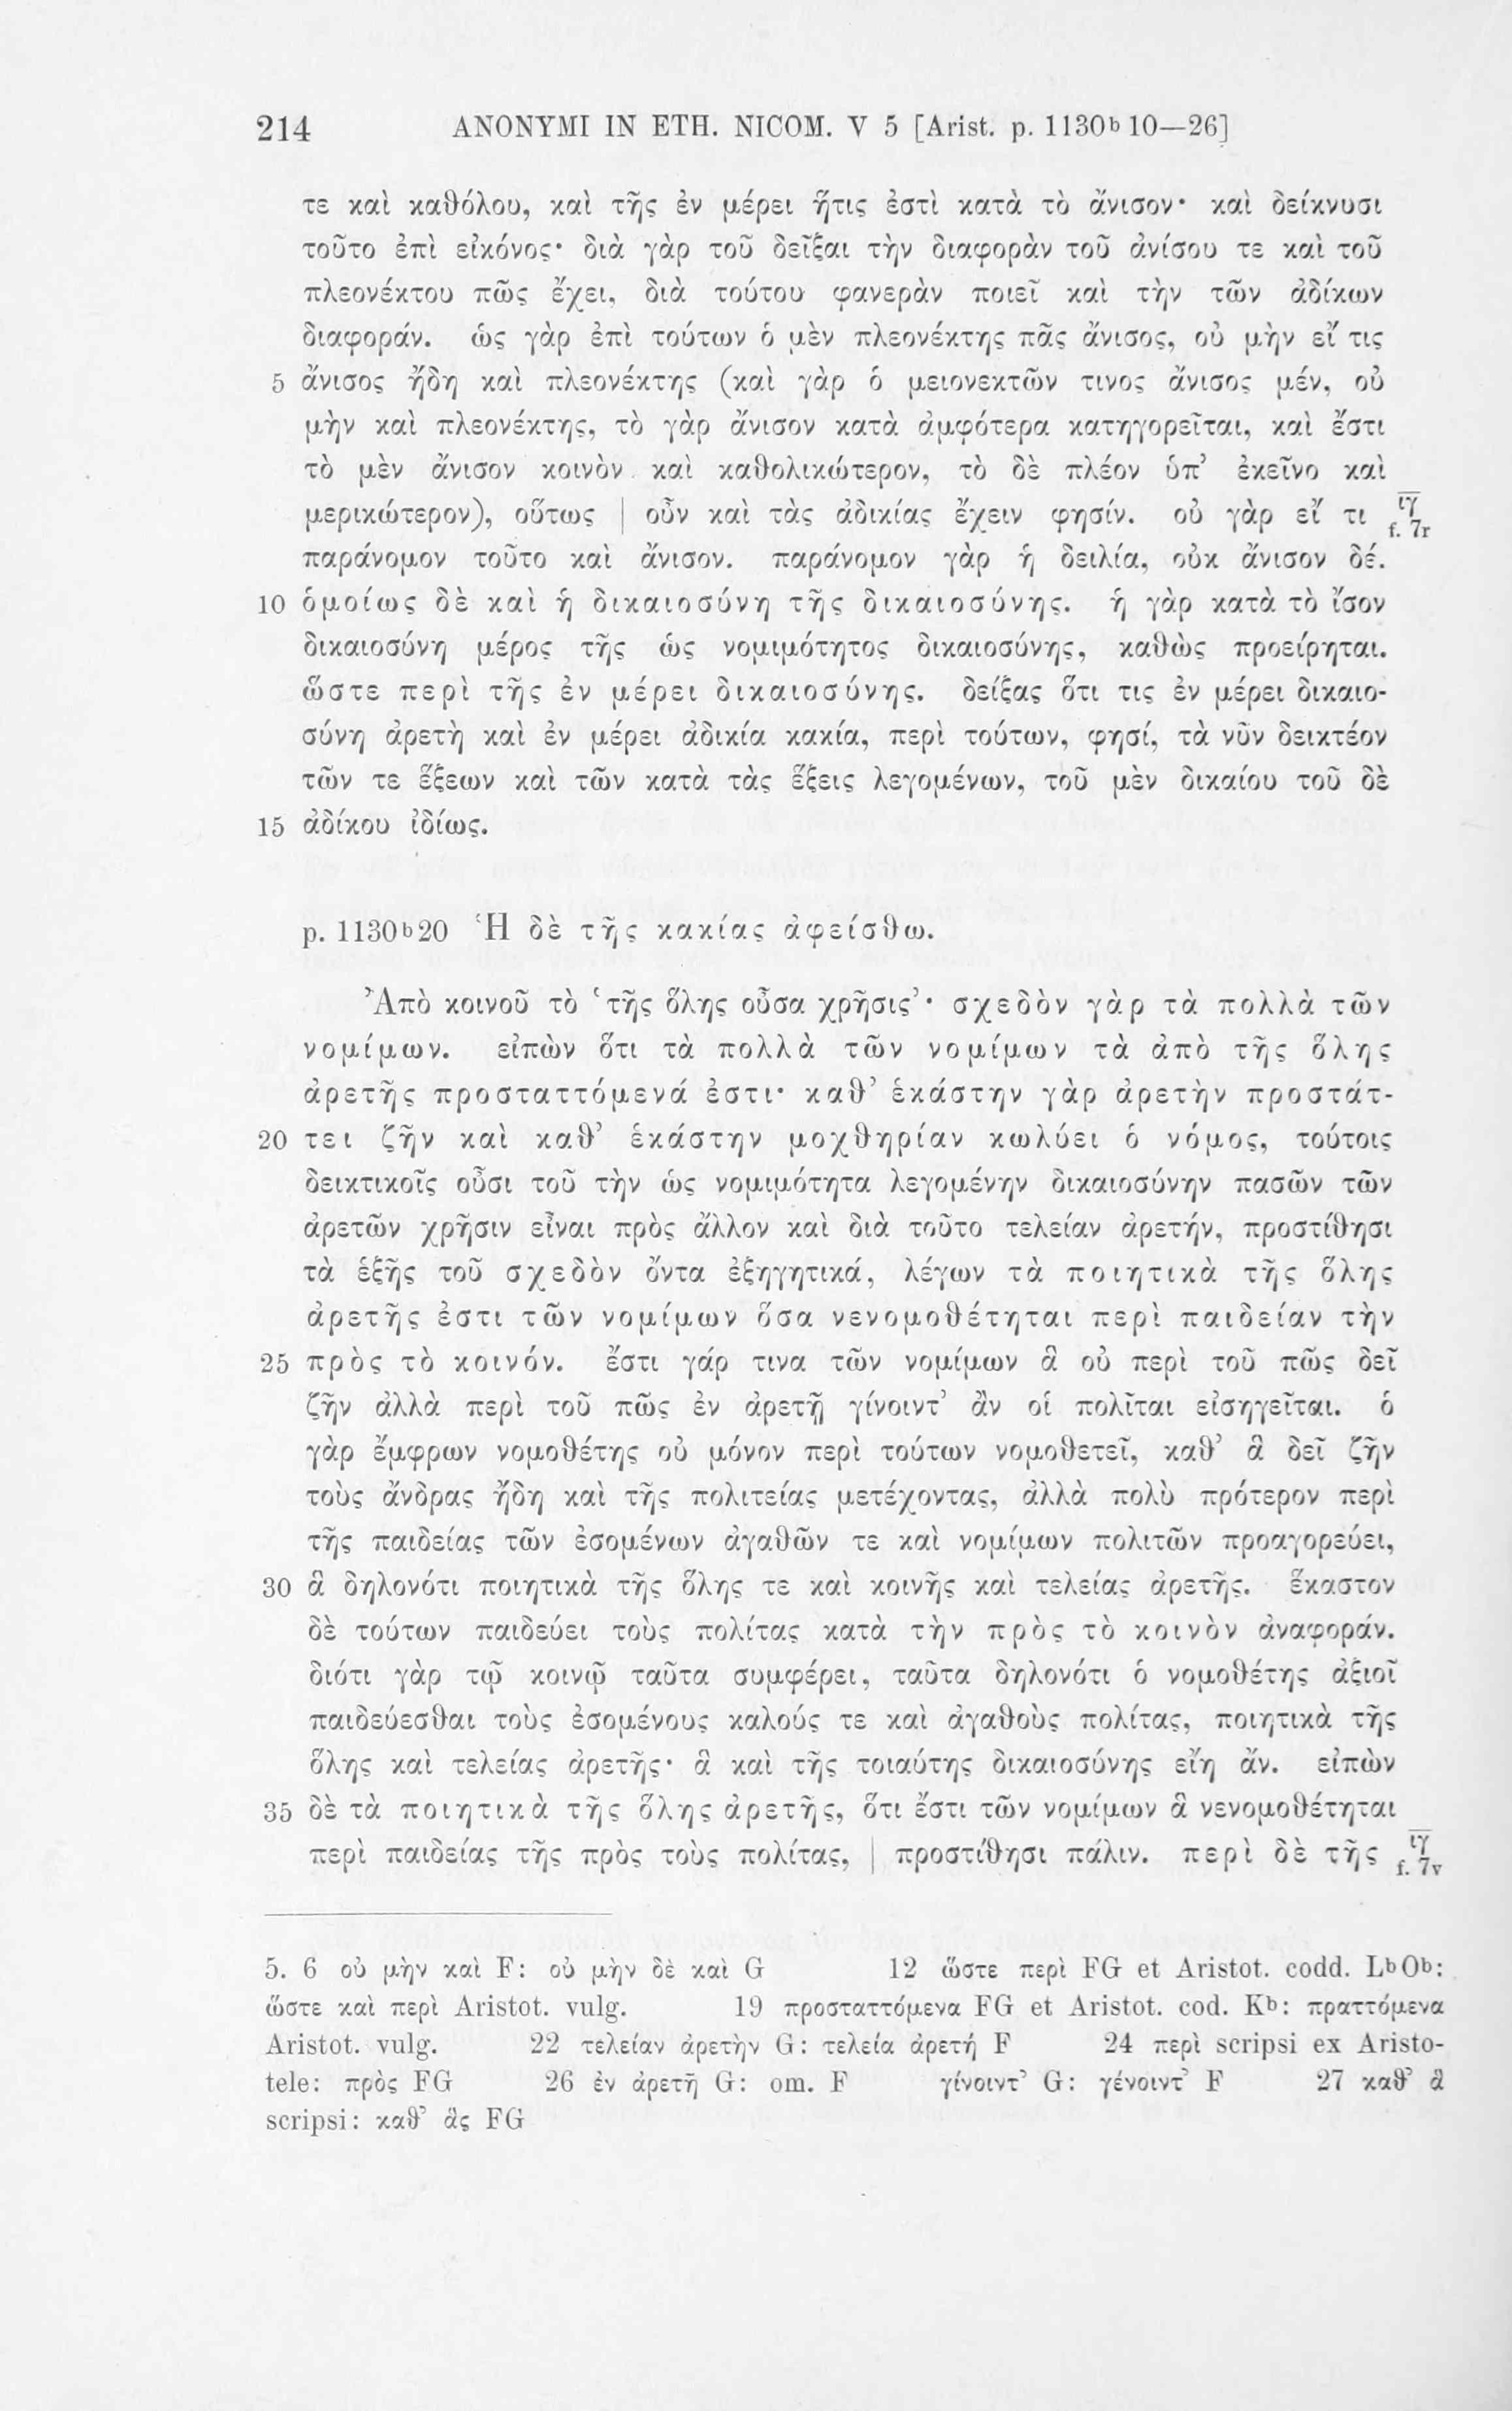 214 ANONYMI IN ETH. NICOM. V 5 [Arist. p. 1130b 10—26]
τε καὶ καθόλου, καὶ τῆς ἐν μέρει ἥτις ἐστὶ κατὰ τὸ ἄνισον· καὶ δείκνυσι
τοῦτο ἐπὶ εἰκόνος· διὰ γὰρ τοῦ δεῖξαι τὴν διαφορὰν τοῦ ἀνίσου τε καὶ τοῦ
πλεονέκτου πῶς ἔχει, διὰ τούτου φανερὰν ποιεῖ καὶ τὴν τῶν ἀδίκων
διαφοράν. ὡς γὰρ ἐπὶ τούτων ὁ μὲν πλεονέκτης πᾶς ἄνισος, οὐ μὴν εἴ τις
5 ἄνισος ἤδη καὶ πλεονέκτης (καὶ γὰρ ὁ μειονεκτῶν τινος ἄνισος μέν, οὐ
μὴν καὶ πλεονέκτης, τὸ γὰρ ἄνισον κατὰ ἀμφότερα κατηγορεῖται, καὶ ἔστι
τὸ μὲν ἄνισον κοινὸν καὶ καθολικώτερον, τὸ δὲ πλέον ὑπ’ ἐκεῖνο καὶ
μερικώτερον), οὕτως | οὖν καὶ τὰς ἀδικίας ἔχειν φησίν. οὐ γὰρ εἴ τι ιγ f. 7r
παράνομον τοῦτο καὶ ἄνισον. παράνομον γὰρ ἡ δειλία, οὐκ ἄνισον δέ.
10 ὁμοίως δὲ καὶ ἡ δικαιοσύνη τῆς δικαιοσύνης. ἡ γὰρ κατὰ τὸ ἴσον
δικαιοσύνη μέρος τῆς ὡς νομιμότητος δικαιοσύνης, καθὼς προείρηται.
ὥστε περὶ τῆς ἐν μέρει δικαιοσύνης. δείξας ὅτι τις ἐν μέρει δικαιο-
σύνη ἀρετὴ καὶ ἐν μέρει ἀδικία κακία, περὶ τούτων, φησί, τὰ νῦν δεικτέον
τῶν τε ἕξεων καὶ τῶν κατὰ τὰς ἕξεις λεγομένων, τοῦ μὲν δικαίου τοῦ δὲ
15 ἀδίκου ἰδίως.
p. 1130b20 Ἡ δὲ τῆς κακίας ἀφείσθω.
Ἀπὸ κοινοῦ τὸ ‘τῆς ὅλης οὖσα χρῆσις’· σχεδὸν γὰρ τὰ πολλὰ τῶν
νομίμων. εἰπὼν ὅτι τὰ πολλὰ τῶν νομίμων τὰ ἀπὸ τῆς ὅλης
ἀρετῆς προσταττόμενά ἐστι· καθ’ ἑκάστην γὰρ ἀρετὴν προστάτ-
20 τει ζῆν καὶ καθ’ ἑκάστην μοχθηρίαν κωλύει ὁ νόμος, τούτοις
δεικτικοῖς οὖσι τοῦ τὴν ὡς νομιμότητα λεγομένην δικαιοσύνην πασῶν τῶν
ἀρετῶν χρῆσιν εἶναι πρὸς ἄλλον καὶ διὰ τοῦτο τελείαν ἀρετήν, προστίθησι
τὰ ἑξῆς τοῦ σχεδὸν ὄντα ἐξηγητικά, λέγων τὰ ποιητικὰ τῆς ὅλης
ἀρετῆς ἐστι τῶν νομίμων ὅσα νενομοθέτηται περὶ παιδείαν τὴν
25 πρὸς τὸ κοινόν. ἔστι γάρ τινα τῶν νομίμων ἃ οὐ περὶ τοῦ πῶς δεῖ
ζῆν ἀλλὰ περὶ τοῦ πῶς ἐν ἀρετῇ γίνοιντ’ ἂν οἱ πολῖται εἰσηγεῖται. ὁ
γὰρ ἔμφρων νομοθέτης οὐ μόνον περὶ τούτων νομοθετεῖ, καθ’ ἃ δεῖ ζῆν
τοὺς ἄνδρας ἤδη καὶ τῆς πολιτείας μετέχοντας, ἀλλὰ πολὺ πρότερον περὶ
τῆς παιδείας τῶν ἐσομένων ἀγαθῶν τε καὶ νομίμων πολιτῶν προαγορεύει,
30 ἃ δηλονότι ποιητικὰ τῆς ὅλης τε καὶ κοινῆς καὶ τελείας ἀρετῆς. ἕκαστον
δὲ τούτων παιδεύει τοὺς πολίτας κατὰ τὴν πρὸς τὸ κοινὸν ἀναφοράν.
διότι γὰρ τῷ κοινῷ ταῦτα συμφέρει, ταῦτα δηλονότι ὁ νομοθέτης ἀξιοῖ
παιδεύεσθαι τοὺς ἐσομένους καλούς τε καὶ ἀγαθοὺς πολίτας, ποιητικὰ τῆς
ὅλης καὶ τελείας ἀρετῆς· ἃ καὶ τῆς τοιαύτης δικαιοσύνης εἴη ἄν. εἰπὼν
35 δὲ τὰ ποιητικὰ τῆς ὅλης ἀρετῆς, ὅτι ἔστι τῶν νομίμων ἃ νενομοθέτηται
περὶ παιδείας τῆς πρὸς τοὺς πολίτας, | προστίθησι πάλιν. περὶ δὲ τῆς ιγ f. 7v
5. 6 οὐ μὴν καὶ F: οὐ μὴν δὲ καὶ G 12 ὥστε περὶ FG et Aristot. codd. LbOb:
ὥστε καὶ περὶ Aristot. vulg. 19 προσταττόμενα FG et Aristot. cod. Kb: πραττόμενα
Aristot. vulg. 22 τελείαν ἀρετὴν G: τελεία ἀρετή F 24 περὶ scripsi ex Aristo-
tele: πρὸς FG 26 ἐν ἀρετῇ G: om. F γίνοιντ’ G: γένοιντ’ F 27 καθ’ ἃ
scripsi: καθ’ ἃς FG